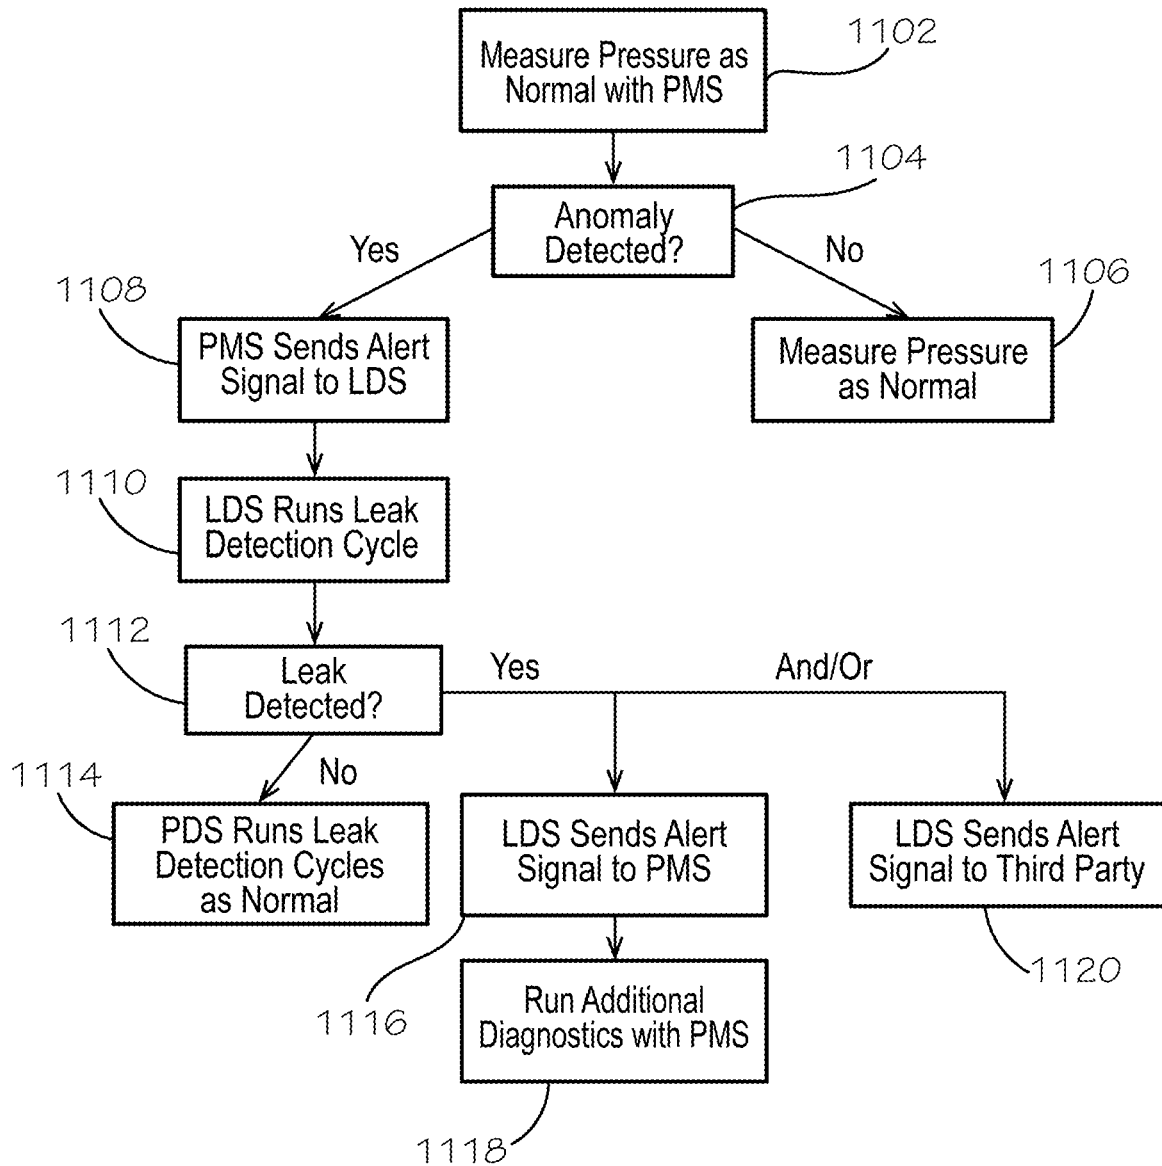 1102
Measure Pressure as
Normal with PMS
1104
Anomaly
Detected?
Yes
No
1106
1108
PMS Sends Alert
Signal to LDS
Measure Pressure
as Normal
1110
LDS Runs Leak
Detection Cycle
1112
Leak
Detected?
Yes
And/Or
1114
No
PDS Runs Leak
Detection Cycles
as Normal
LDS Sends Alert
Signal to PMS
LDS Sends Alert
Signal to Third Party
1116
1120
Run Additional
Diagnostics with PMS
1118